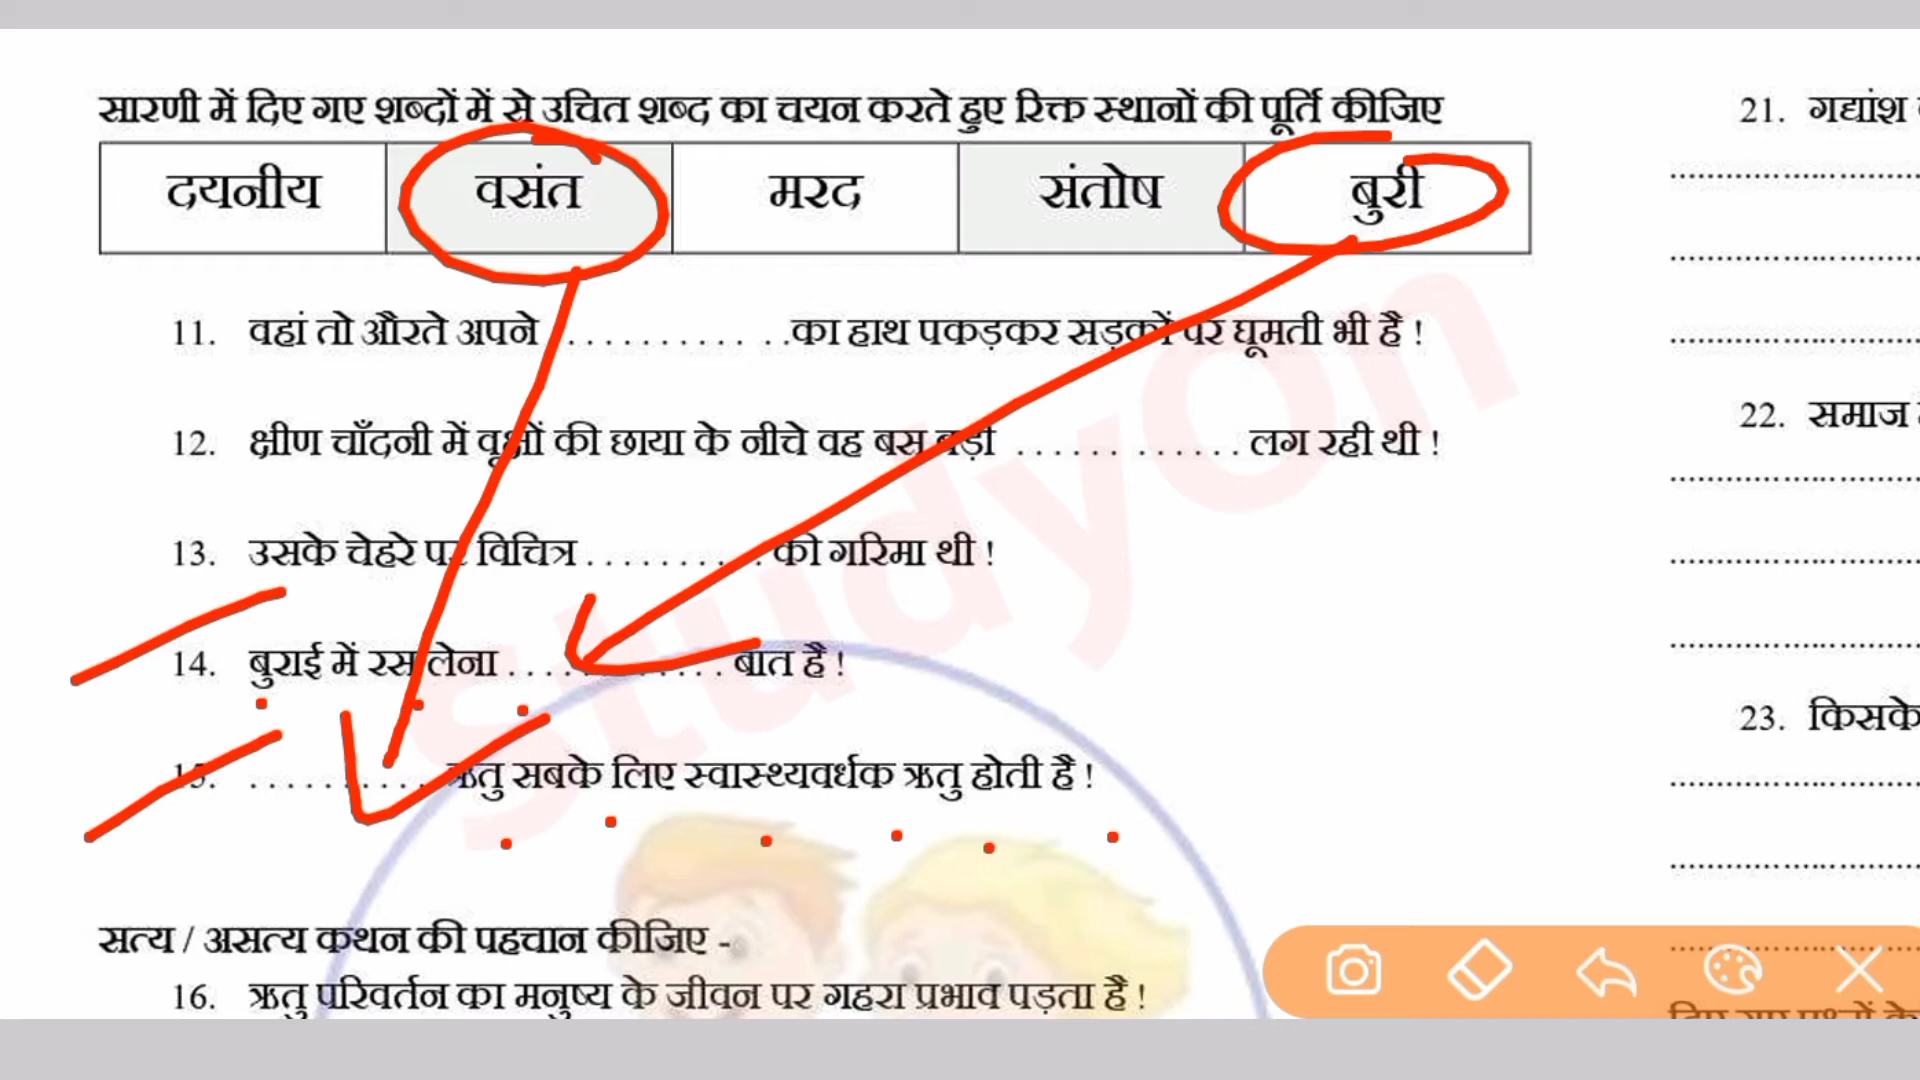 सारणी में दिए गए शब्दों में से उचित शब्द का चयन करते हुए रिक्त स्थानों की पूर्ति कीजिए
दयनीय वसंत मरद संतोष बुरी
11. वहां तो औरते अपने . . . . . . . . . . . .का हाथ पकड़कर सड़कों पर घूमती भी है !
12. क्षीण चाँदनी में वृक्षों की छाया के नीचे वह बस बड़ी . . . . . . . . . . . . लग रही थी !
13. उसके चेहरे पर विचित्र . . . . . . . . . . की गरिमा थी !
14. बुराई में रस लेना . . . . . . . . . . . . बात है !
15. . . . . . . . . . . ऋतु सबके लिए स्वास्थ्यवर्धक ऋतु होती है !
सत्य / असत्य कथन की पहचान कीजिए -
16. ऋतु परिवर्तन का मनुष्य के जीवन पर गहरा प्रभाव पड़ता है !
21. गद्यांश
22. समाज
23. किसके
StudyOn